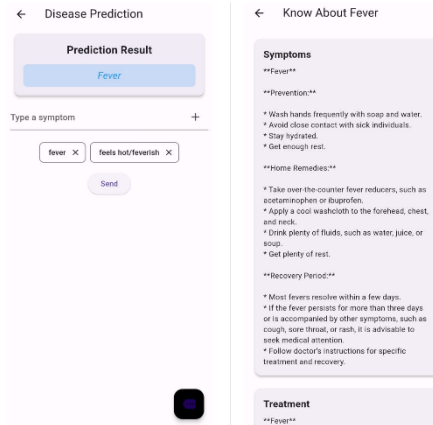 ← Disease Prediction
Prediction Result
Fever
Type a symptom +
fever ×
feels hot/feverish ×
Send
← Know About Fever
Symptoms
**Fever**
**Prevention:**
* Wash hands frequently with soap and water.
* Avoid close contact with sick individuals.
* Stay hydrated.
* Get enough rest.
**Home Remedies:**
* Take over-the-counter fever reducers, such as
acetaminophen or ibuprofen.
* Apply a cool washcloth to the forehead, chest,
and neck.
* Drink plenty of fluids, such as water, juice, or
soup.
* Get plenty of rest.
**Recovery Period:**
* Most fevers resolve within a few days.
* If the fever persists for more than three days
or is accompanied by other symptoms, such as
cough, sore throat, or rash, it is advisable to
seek medical attention.
* Follow doctor's instructions for specific
treatment and recovery.
Treatment
**Fever**